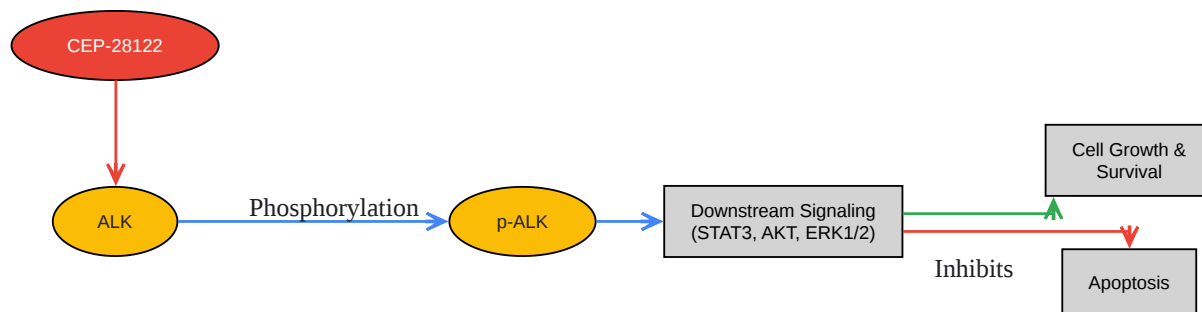 CEP-28122
ALK
Phosphorylation
p-ALK
Downstream Signaling
(STAT3, AKT, ERK1/2)
Cell Growth &
Survival
Inhibits
Apoptosis